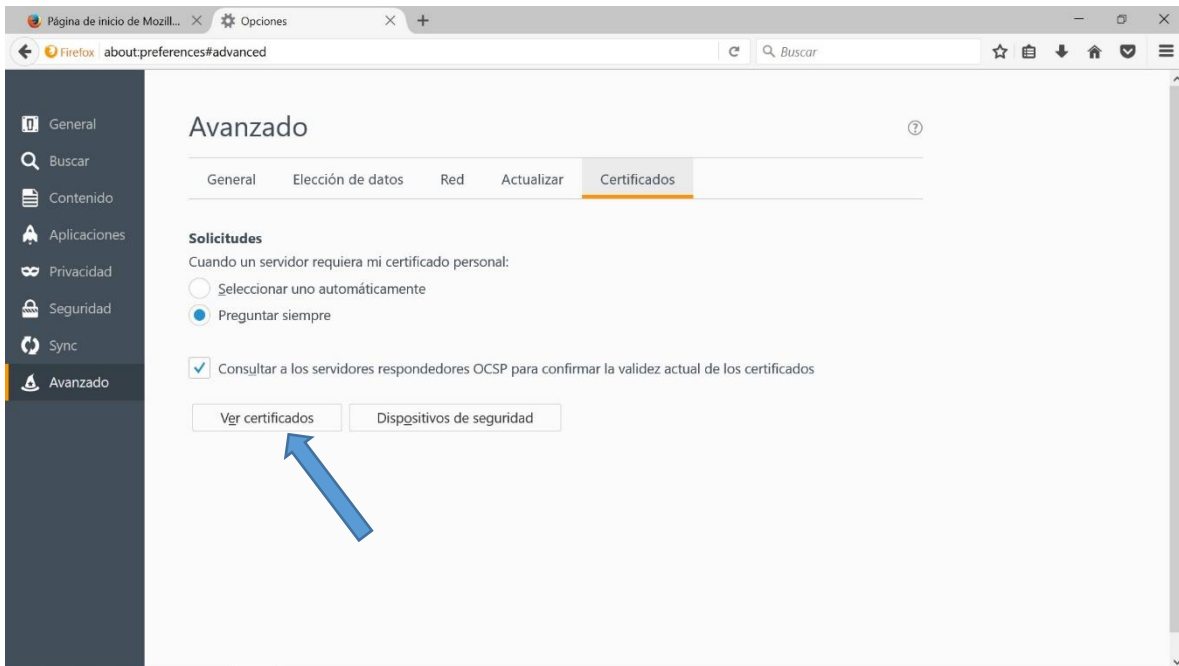 Página de inicio de Mozill...
Opciones
Firefox about:preferences#advanced
Buscar
General
Buscar
Contenido
Aplicaciones
Privacidad
Seguridad
Sync
Avanzado
Avanzado
General Elección de datos Red Actualizar Certificados
Solicitudes
Cuando un servidor requiera mi certificado personal:
Seleccionar uno automáticamente
Preguntar siempre
Consultar a los servidores respondedores OCSP para confirmar la validez actual de los certificados
Ver certificados Dispositivos de seguridad